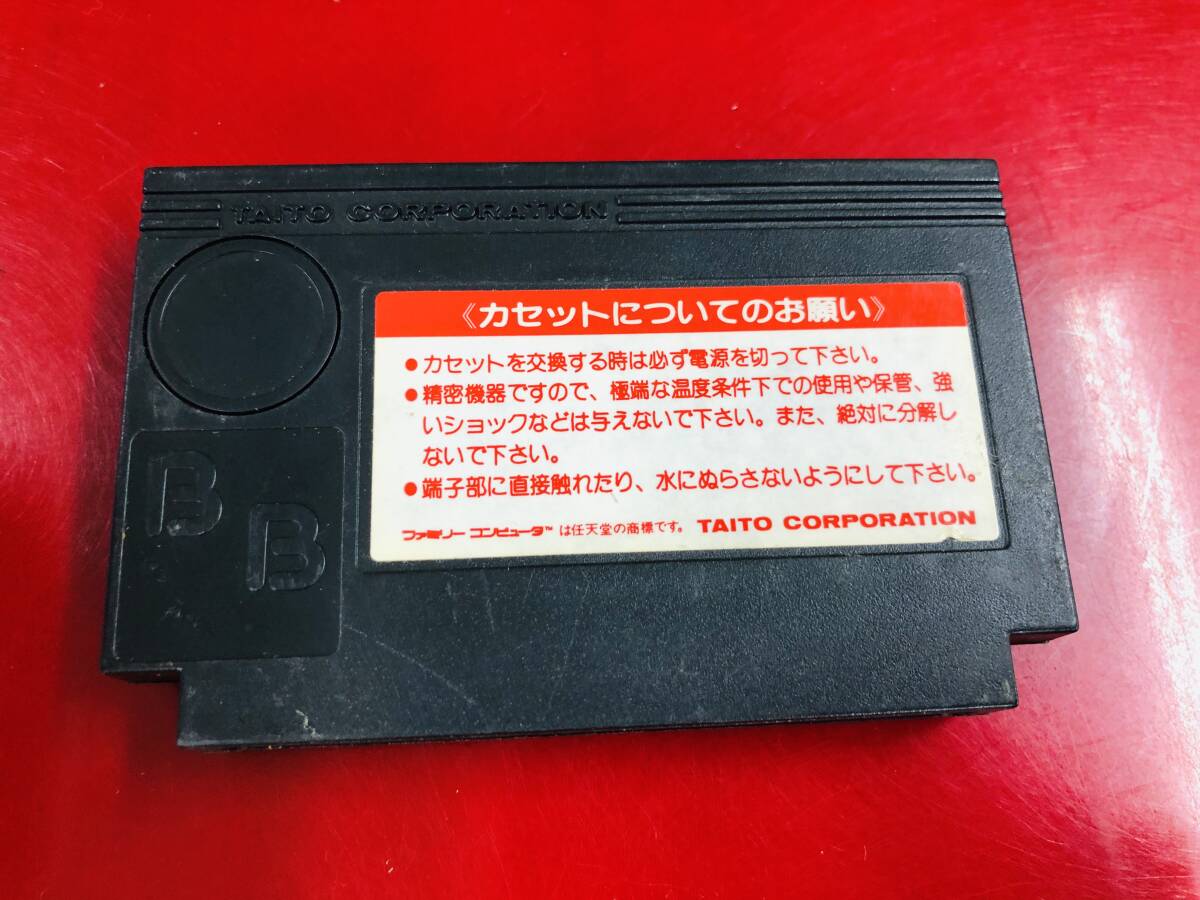 TAITO CORPORATION
《カセットについてのお願い》
●カセットを交換する時は必ず電源を切って下さい。
●精密機器ですので、極端な温度条件下での使用や保管、強
いショックなどは与えないで下さい。また、絶対に分解し
ないで下さい。
●端子部に直接触れたり、水にぬらさないようにして下さい。
ファミリー コンピュータ™ は任天堂の商標です。 TAITO CORPORATION
B
B